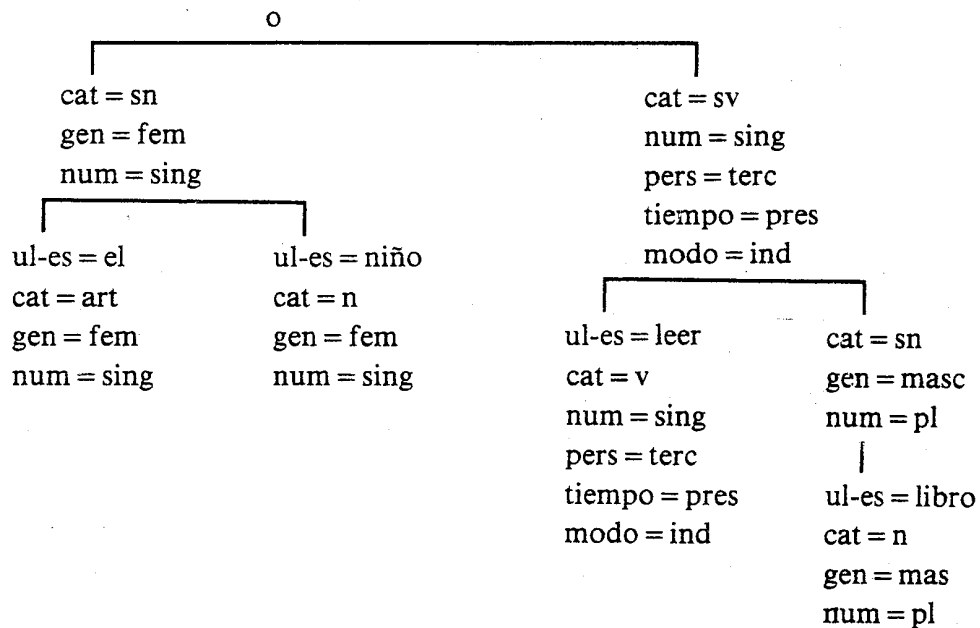 o
cat = sn
gen = fem
num = sing
cat = sv
num = sing
pers = terc
tiempo = pres
modo = ind
ul-es = el
cat = art
gen = fem
num = sing
ul-es = niño
cat = n
gen = fem
num = sing
ul-es = leer
cat = v
num = sing
pers = terc
tiempo = pres
modo = ind
cat = sn
gen = masc
num = pl
ul-es = libro
cat = n
gen = mas
num = pl